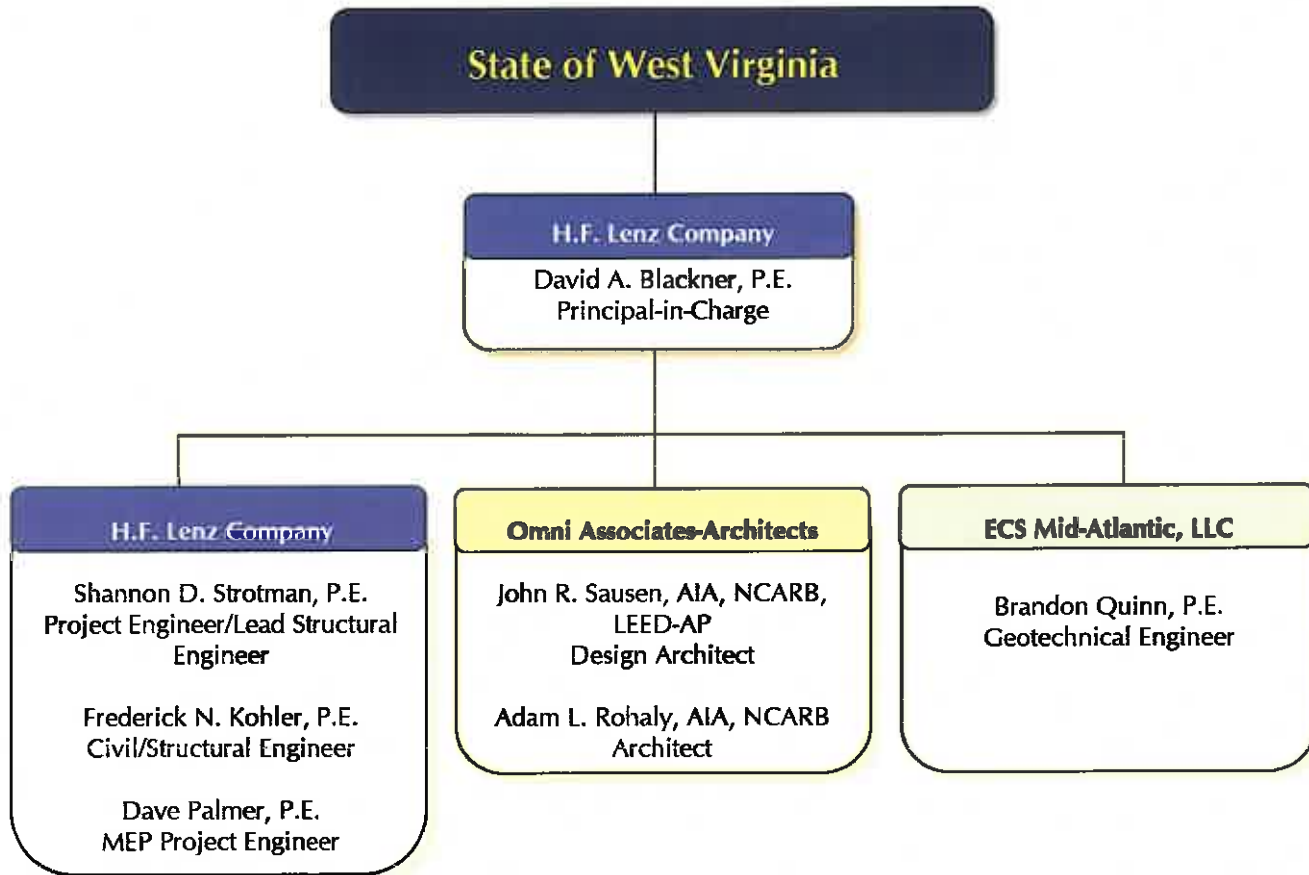 State of West Virginia
H.F. Lenz Company
David A. Blackner, P.E.
Principal-in-Charge
H.F. Lenz Company
Shannon D. Strotman, P.E.
Project Engineer/Lead Structural
Engineer
Frederick N. Kohler, P.E.
Civil/Structural Engineer
Dave Palmer, P.E.
MEP Project Engineer
Omni Associates-Architects
John R. Sausen, AIA, NCARB,
LEED-AP
Design Architect
Adam L. Rohaly, AIA, NCARB
Architect
ECS Mid-Atlantic, LLC
Brandon Quinn, P.E.
Geotechnical Engineer